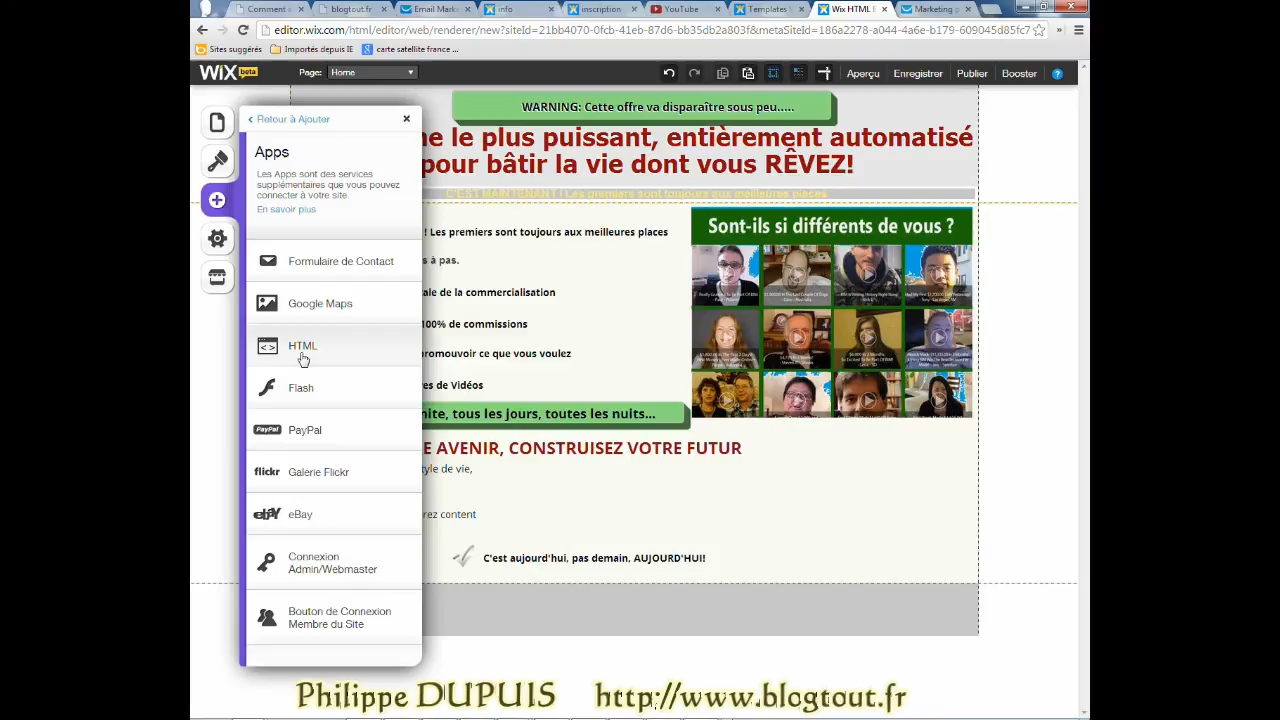 Comment
blogtout.fr
Email Mark
info
inscription
YouTube
Templates
Wix HTML
Marketing p
editor.wix.com/html/editor/web/renderer/new?siteId=21bb4070-0fcb-41eb-87d6-bb35db2a803f&metaSiteId=186a2278-a044-4a6e-b179-609045d85fc7
Sites suggérés
Importés depuis IE
carte satellite france ...
WiX beta
Page: Home
Aperçu
Enregistrer
Publier
Booster
?
Retour à Ajouter
Apps
Les Apps sont des services
supplémentaires que vous pouvez
connecter à votre site.
En savoir plus
Formulaire de Contact
Google Maps
HTML
Flash
PayPal PayPal
flickr Galerie Flickr
ebay eBay
Connexion
Admin/Webmaster
Bouton de Connexion
Membre du Site
WARNING: Cette offre va disparaître sous peu.....
ne le plus puissant, entièrement automatisé
pour bâtir la vie dont vous RÊVEZ!
C'EST MAINTENANT ! Les premiers sont toujours aux meilleures places
! Les premiers sont toujours aux meilleures places
s à pas.
ale de la commercialisation
100% de commissions
promouvoir ce que vous voulez
es de Vidéos
nite, tous les jours, toutes les nuits...
Sont-ils si différents de vous ?
E AVENIR, CONSTRUISEZ VOTRE FUTUR
tyle de vie,
rez content
C'est aujourd'hui, pas demain, AUJOURD'HUI!
Philippe DUPUIS http://www.blogtout.fr